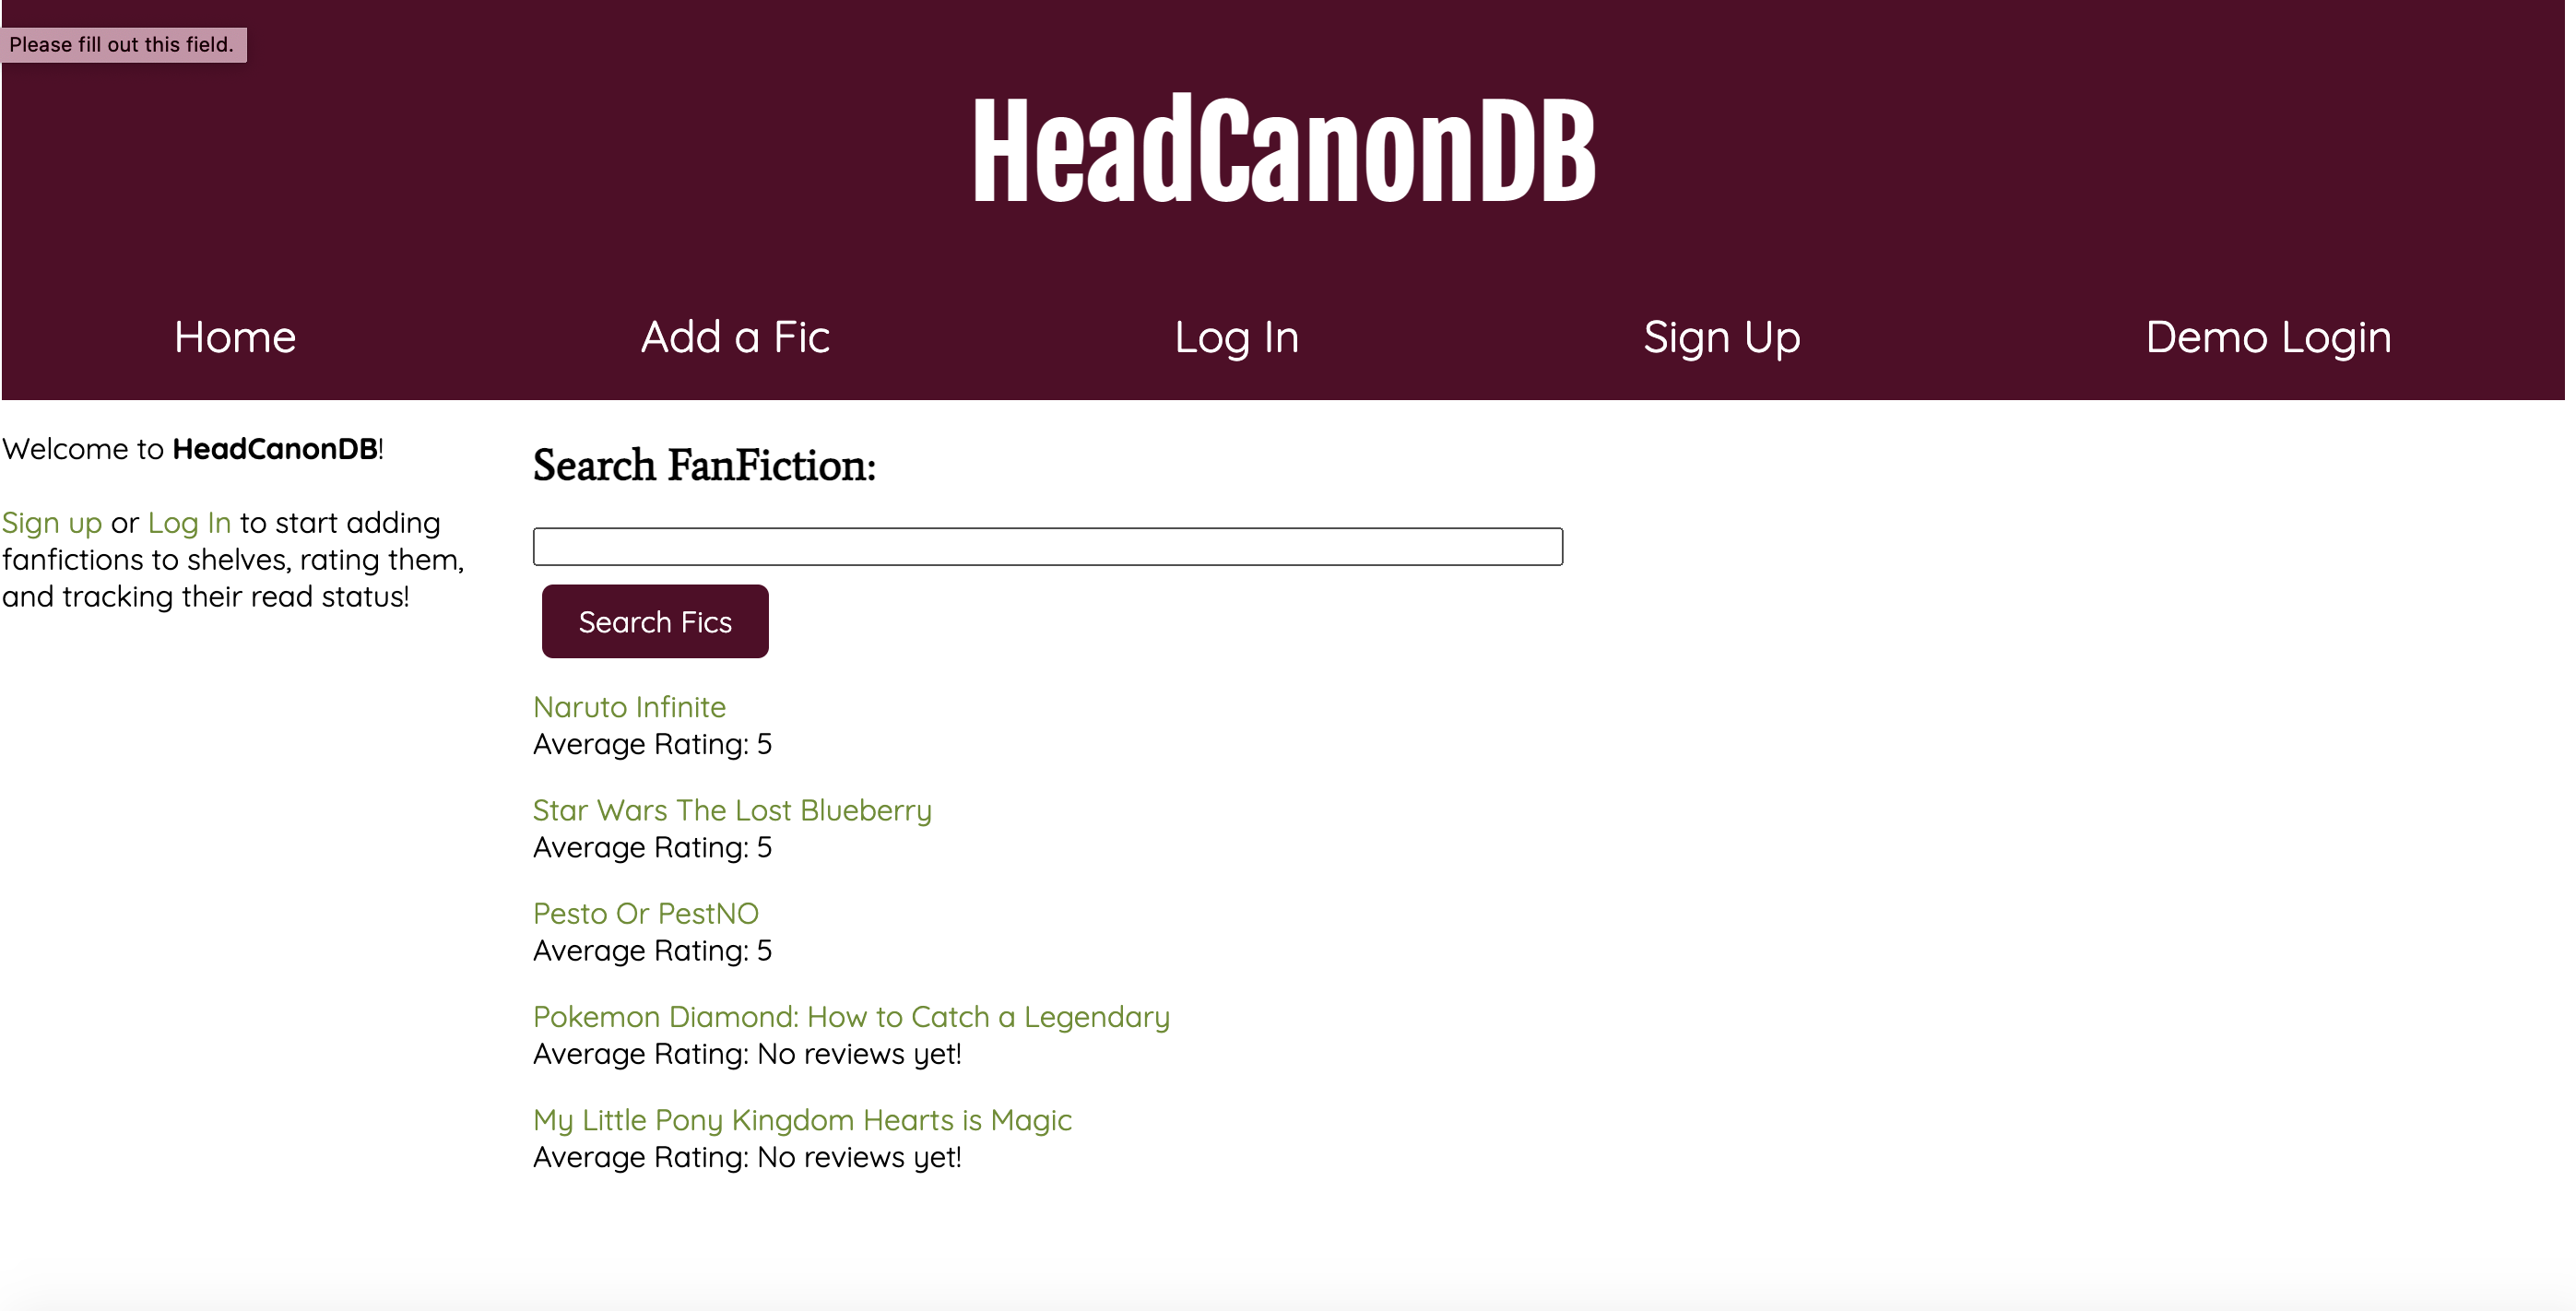 Please fill out this field.
HeadCanonDB
Home Add a Fic Log In Sign Up Demo Login
Welcome to HeadCanonDB!
Sign up or Log In to start adding
fanfictions to shelves, rating them,
and tracking their read status!
Search FanFiction:
Search Fics
Naruto Infinite
Average Rating: 5
Star Wars The Lost Blueberry
Average Rating: 5
Pesto Or PestNO
Average Rating: 5
Pokemon Diamond: How to Catch a Legendary
Average Rating: No reviews yet!
My Little Pony Kingdom Hearts is Magic
Average Rating: No reviews yet!